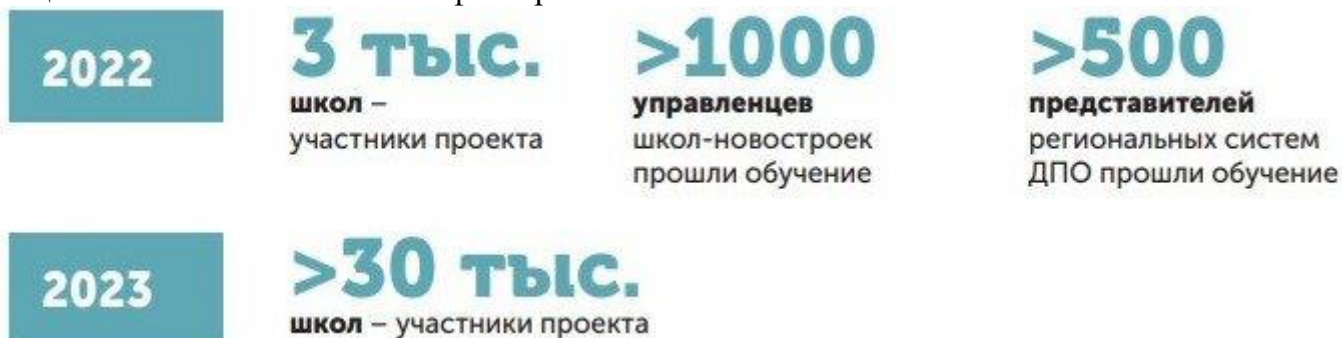 2022
3 тыс.
школ –
участники проекта
>1000
управленцев
школ-новостроек
прошли обучение
>500
представителей
региональных систем
ДПО прошли обучение
2023
>30 тыс.
школ – участники проекта